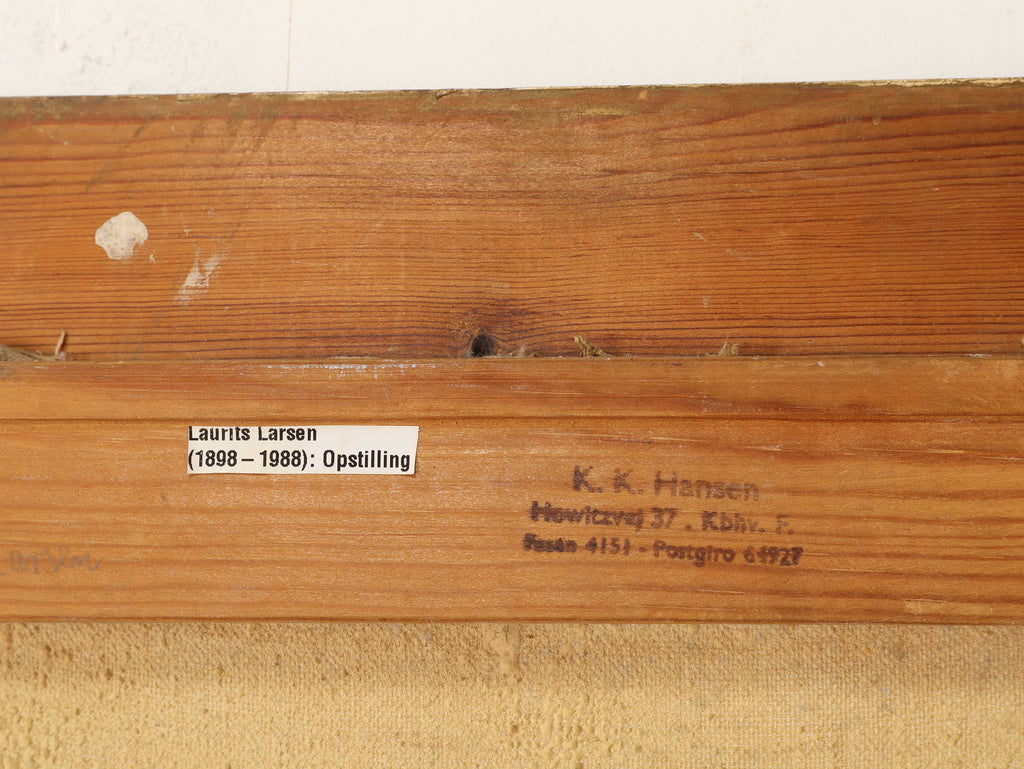 Laurits Larsen
(1898 – 1988): Opstilling
K. K. Hansen
Howitzvej 37 . Kbhv. F.
Fasan 4151 - Postgiro 64927